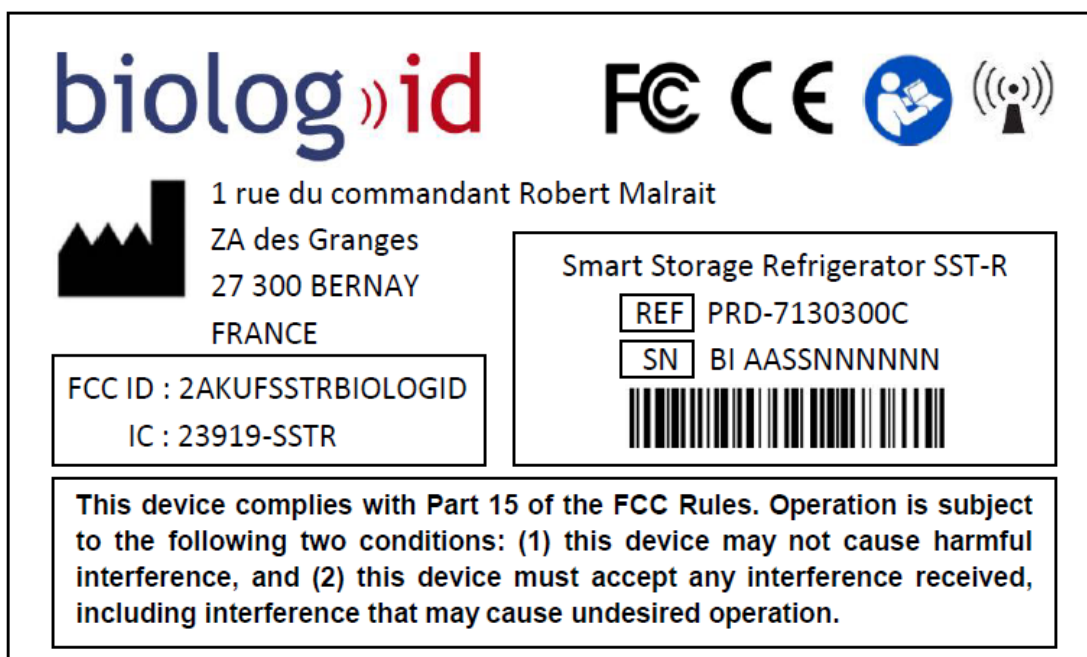 biolog id
FC CE
1 rue du commandant Robert Malrait
ZA des Granges
27 300 BERNAY
FRANCE
FCC ID : 2AKUFSSTRBIOLOGID
IC : 23919-SSTR
Smart Storage Refrigerator SST-R
REF PRD-7130300C
SN BI AASSNNNNNN
This device complies with Part 15 of the FCC Rules. Operation is subject
to the following two conditions: (1) this device may not cause harmful
interference, and (2) this device must accept any interference received,
including interference that may cause undesired operation.